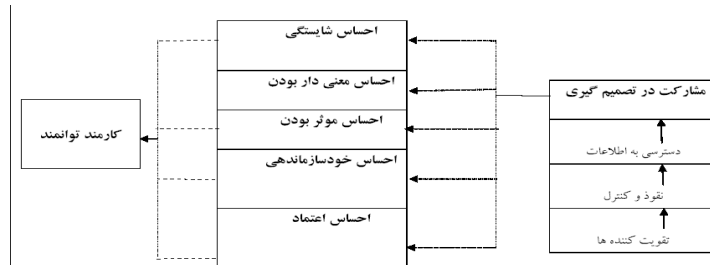 احساس شایستگی
احساس معنی دار بودن
احساس موثر بودن
احساس خودسازماندهی
احساس اعتماد
مشارکت در تصمیم گیری
دسترسی به اطلاعات
نقوذ و کنترل
تقویت کننده ها
کارمند توانمند